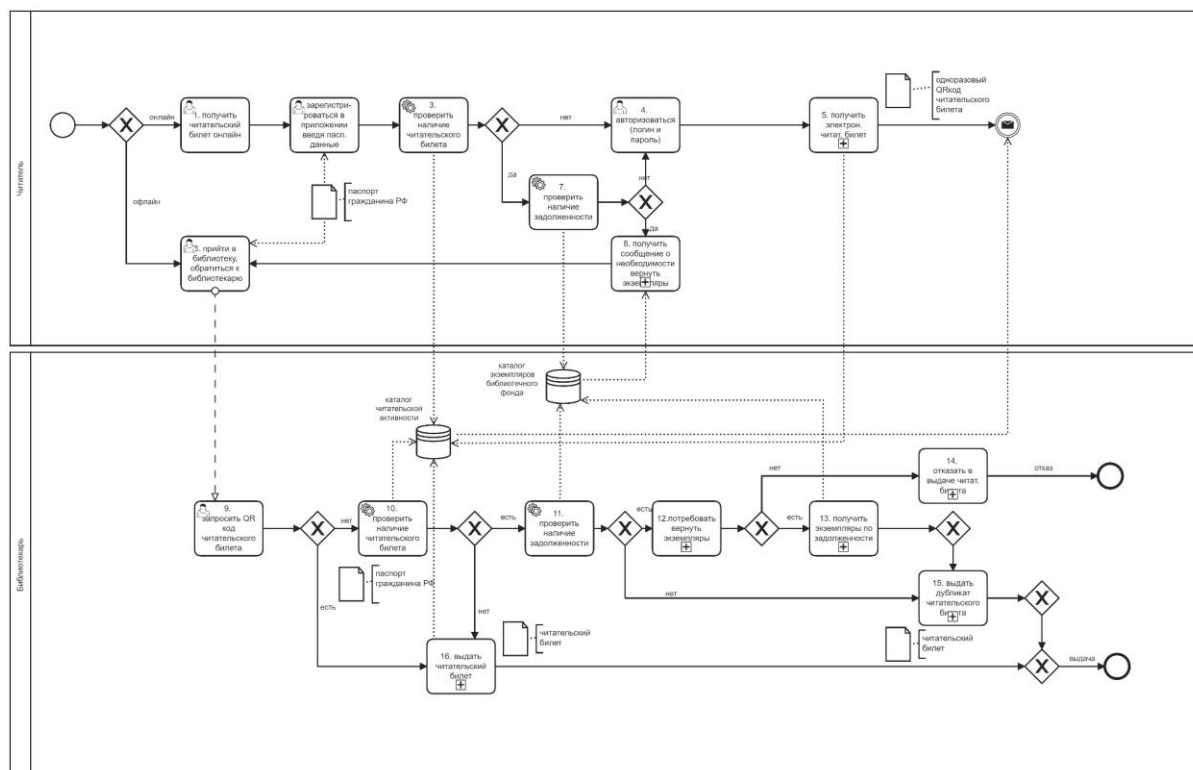 Читатель
онлайн
офлайн
1. получить
читательский
билет онлайн
зарегистри-
роваться в
приложении
введя пасп.
данные
3.
проверить
наличие
читательского
билета
нет
да
4.
авторизоваться
(логин и
пароль)
5. получить
электрон.
читат. билет
одноразовый
QRкод
читательского
билета
паспорт
гражданина РФ
7.
проверить
наличие
задолженности
нет
да
прийти в
библиотеку,
обратиться к
библиотекарю
8. получить
сообщение о
необходимости
вернуть
экземпляры
Библиотекарь
каталог
экземпляров
библиотечного
фонда
каталог
читательской
активности
9.
запросить QR
код
читательского
билета
нет
есть
10.
проверить
наличие
читательского
билета
паспорт
гражданина РФ
есть
нет
11.
проверить
наличие
задолженности
есть
нет
12.потребовать
вернуть
экземпляры
нет
есть
13. получить
экземпляры по
задолженности
14.
отказать в
выдаче читат.
билета
отказ
15. выдать
дубликат
читательского
билета
читательский
билет
16. выдать
читательский
билет
читательский
билет
выдача